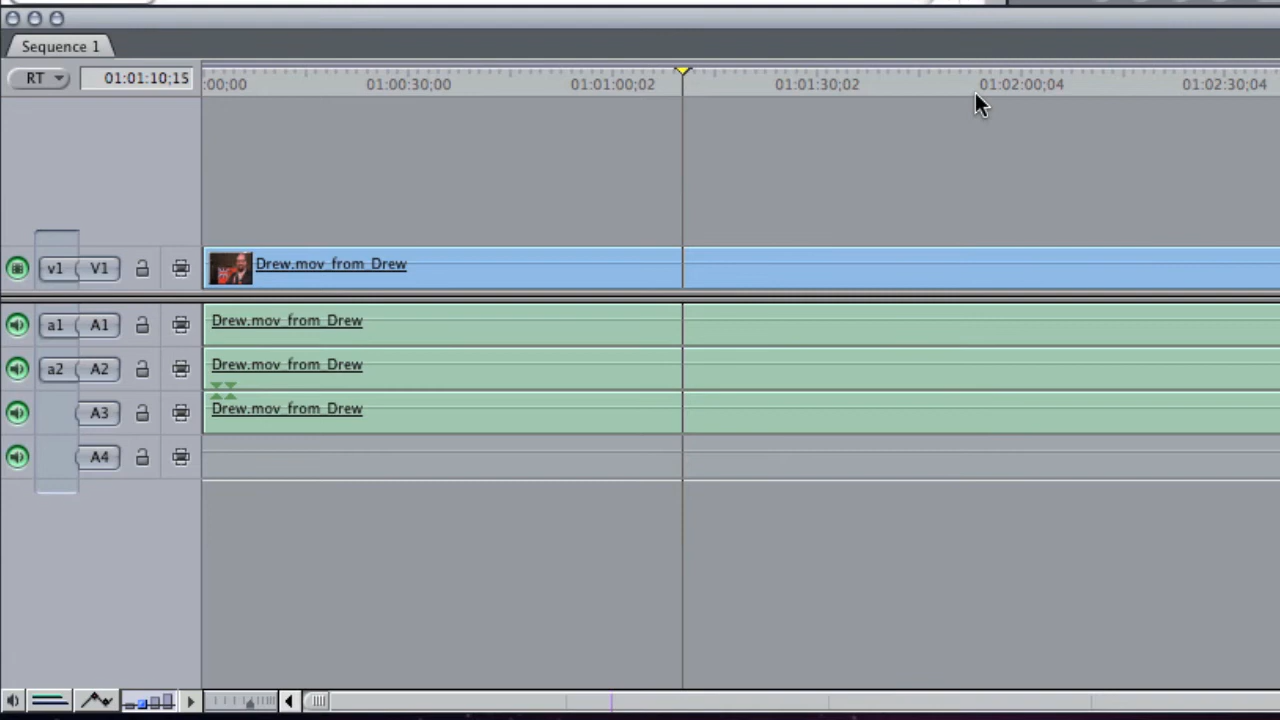 Sequence 1
RT 01:01:10;15 :00;00 01:00:30;00 01:01:00;02 01:01:30;02 01:02:00;04 01:02:30;04
v1 V1 Drew.mov from Drew
a1 A1 Drew.mov from Drew
a2 A2 Drew.mov from Drew
A3 Drew.mov from Drew
A4